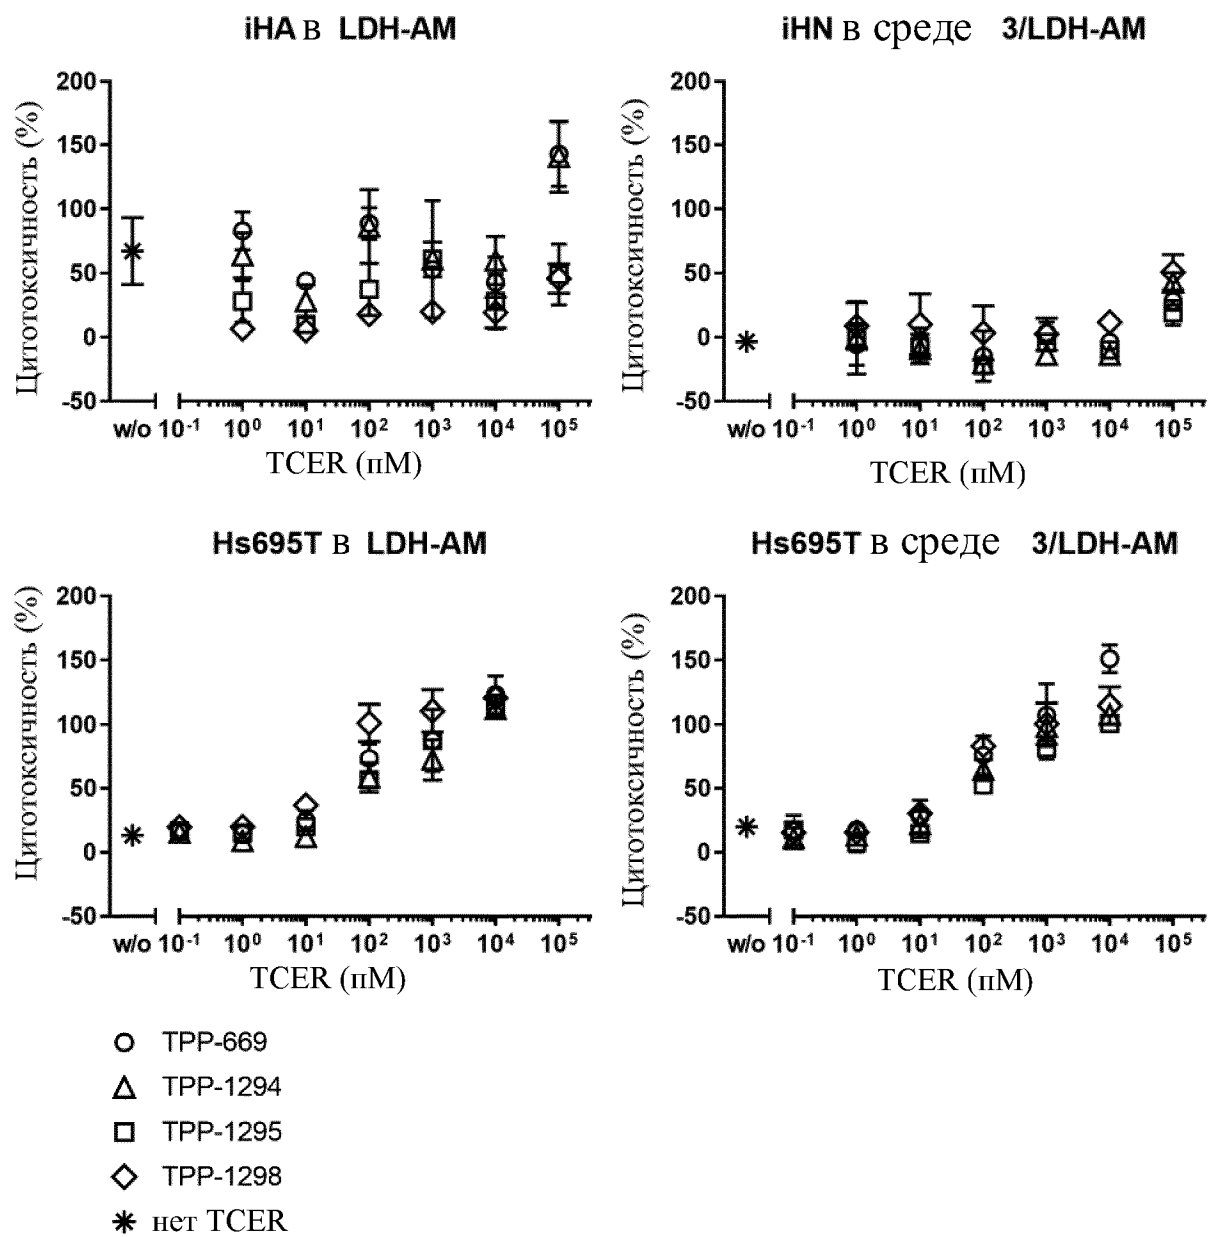 iHA в LDH-AM
Цитотоксичность (%)
200
150
100
50
0
-50
w/o 10⁻¹ 10⁰ 10¹ 10² 10³ 10⁴ 10⁵
TCER (пМ)
iHN в среде 3/LDH-AM
Цитотоксичность (%)
200
150
100
50
0
-50
w/o 10⁻¹ 10⁰ 10¹ 10² 10³ 10⁴ 10⁵
TCER (пМ)
Hs695T в LDH-AM
Цитотоксичность (%)
200
150
100
50
0
-50
w/o 10⁻¹ 10⁰ 10¹ 10² 10³ 10⁴ 10⁵
TCER (пМ)
Hs695T в среде 3/LDH-AM
Цитотоксичность (%)
200
150
100
50
0
-50
w/o 10⁻¹ 10⁰ 10¹ 10² 10³ 10⁴ 10⁵
TCER (пМ)
TPP-669
TPP-1294
TPP-1295
TPP-1298
нет TCER